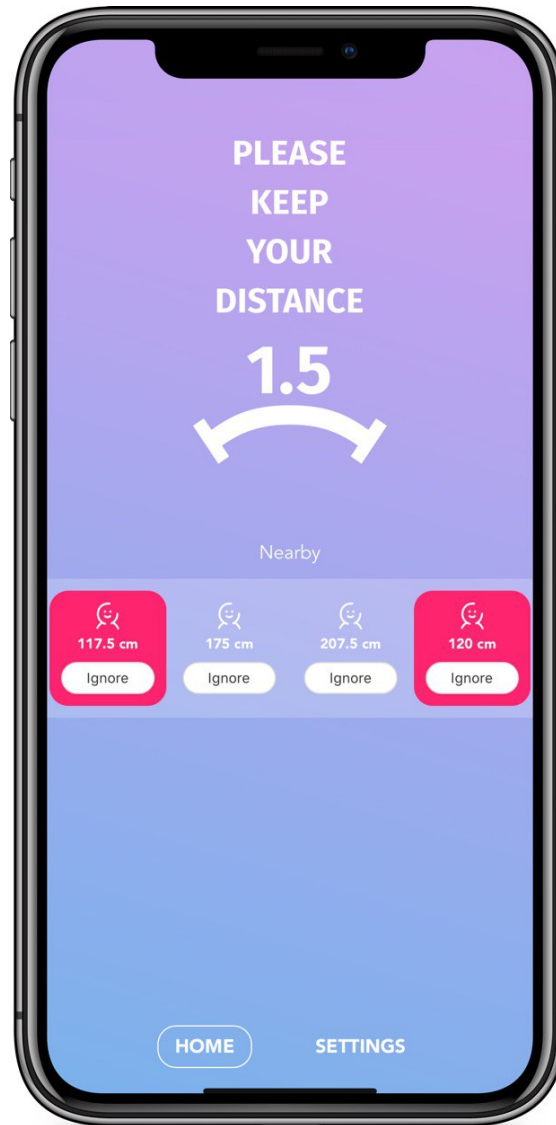 PLEASE
KEEP
YOUR
DISTANCE
1.5
Nearby
117.5 cm
175 cm
207.5 cm
120 cm
Ignore
Ignore
Ignore
Ignore
HOME
SETTINGS